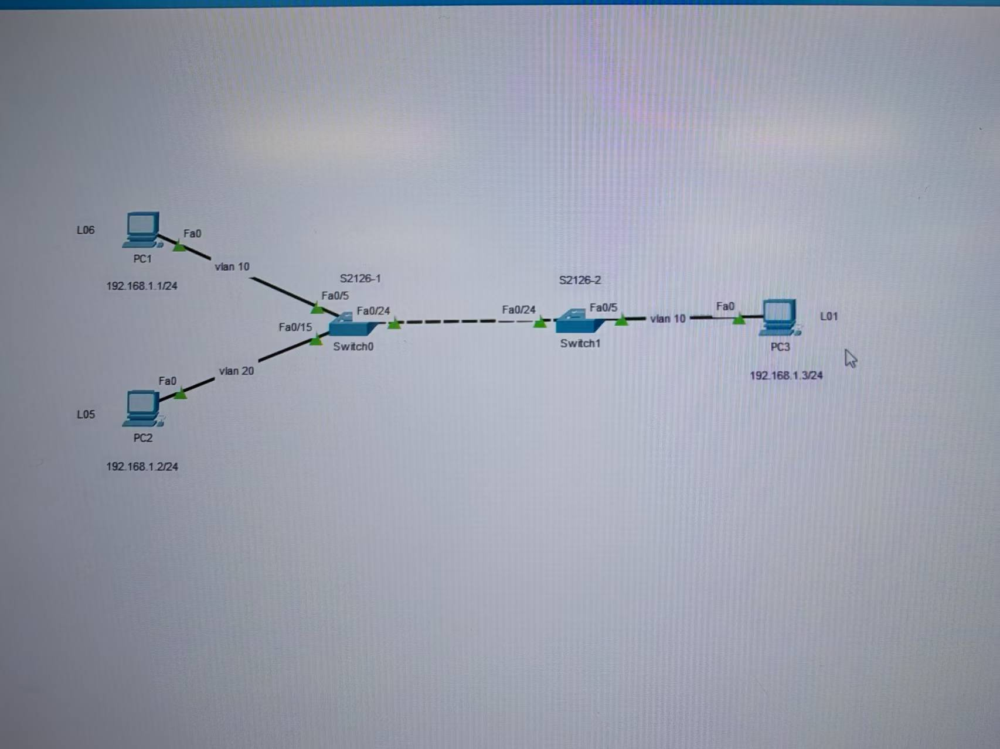 L06
Fa0
PC1
vlan 10
192.168.1.1/24
S2126-1
Fa0/5
Fa0/24
Fa0/15
Switch0
vlan 20
Fa0
L05
PC2
192.168.1.2/24
S2126-2
Fa0/24
Fa0/5
Switch1
vlan 10
Fa0
L01
PC3
192.168.1.3/24